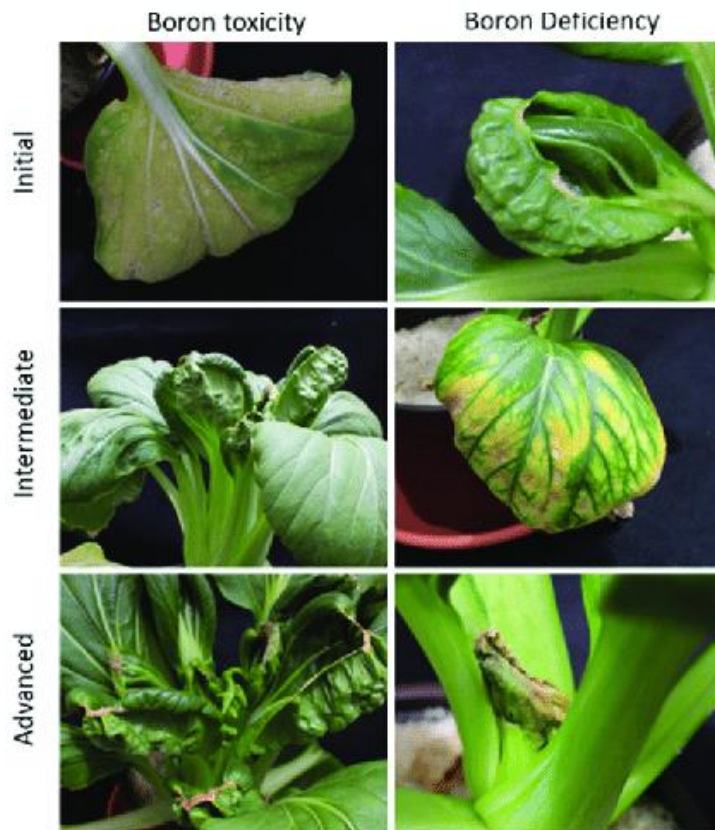 Boron toxicity
Boron Deficiency
Initial
Intermediate
Advanced